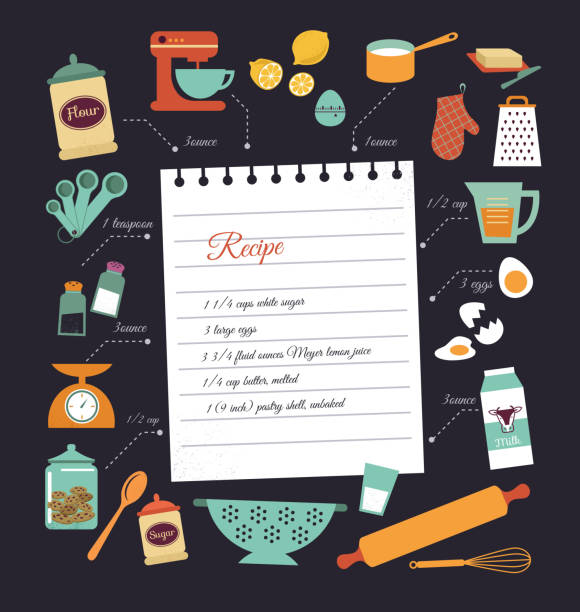 Flour
3ounce
1ounce
1 teaspoon
1/2 cup
Recipe
3 eggs
1 1/4 cups white sugar
3 large eggs
3ounce
3 3/4 fluid ounces Meyer lemon juice
1/4 cup butter, melted
1 (9 inch) pastry shell, unbaked
3ounce
1/2 cup
Milk
Sugar